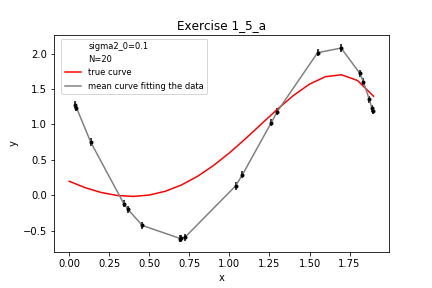 Exercise 1_5_a
sigma2_0=0.1
N=20
true curve
mean curve fitting the data
y
2.0
1.5
1.0
0.5
0.0
−0.5
0.00 0.25 0.50 0.75 1.00 1.25 1.50 1.75
x